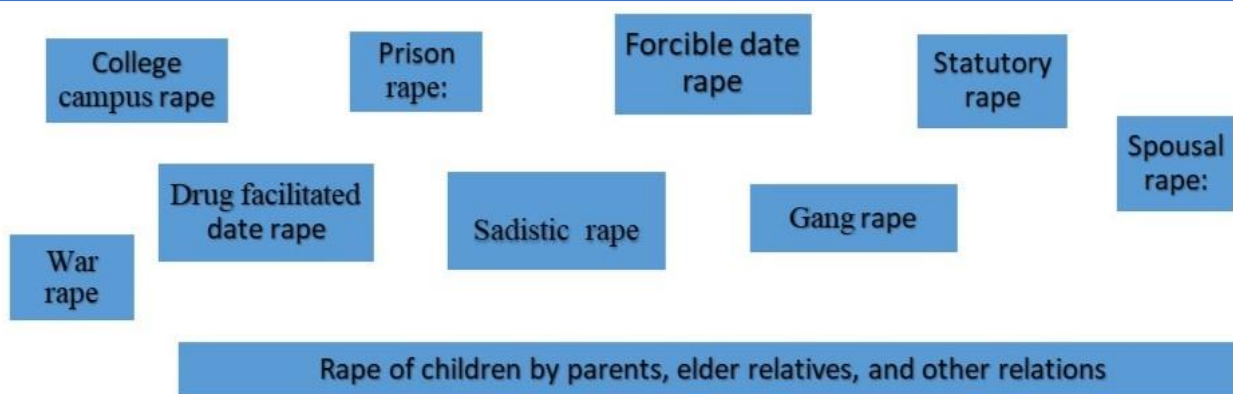 College
campus rape
Prison
rape:
Forcible date
rape
Statutory
rape
Spousal
rape:
Drug facilitated
date rape
Sadistic rape
Gang rape
War
rape
Rape of children by parents, elder relatives, and other relations